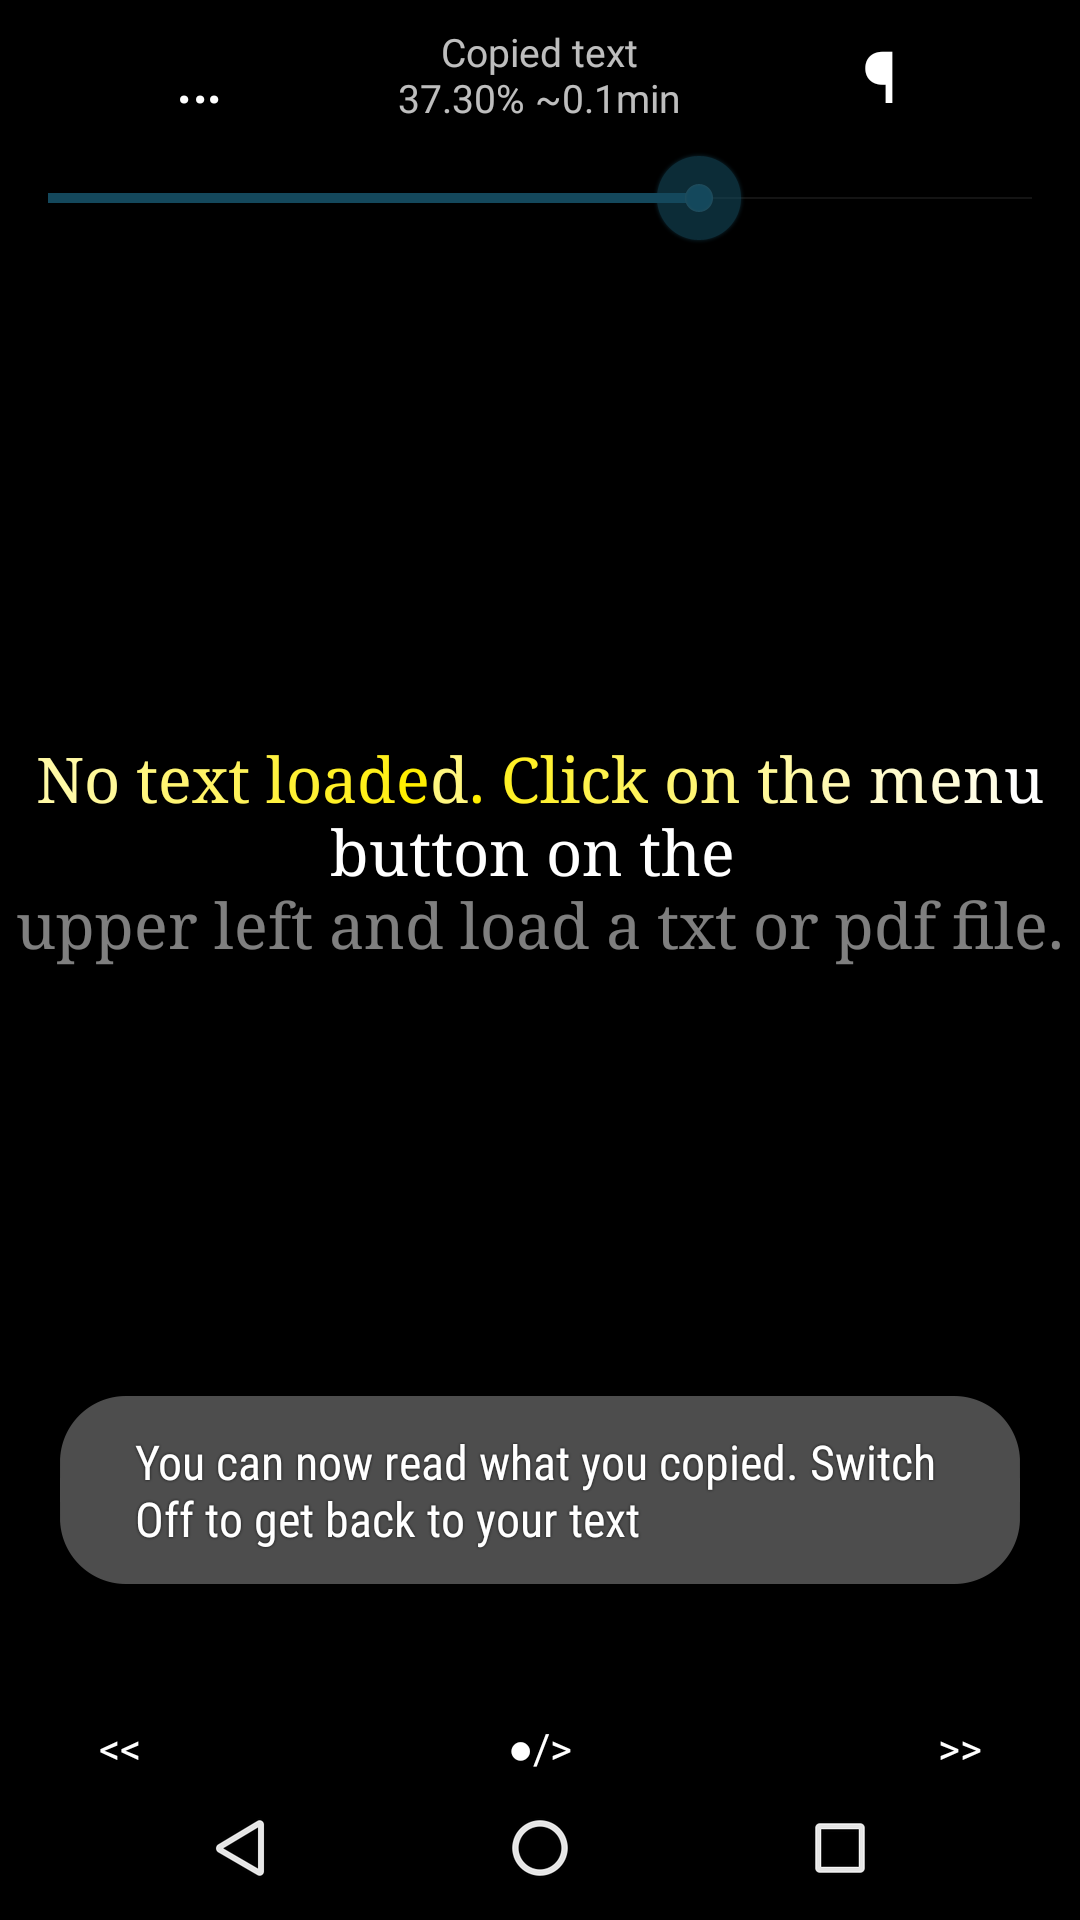 Copied text
... 37.30% ~0.1min ¶
No text loaded. Click on the menu
button on the
upper left and load a txt or pdf file.
You can now read what you copied. Switch
Off to get back to your text
<< ●/> >>